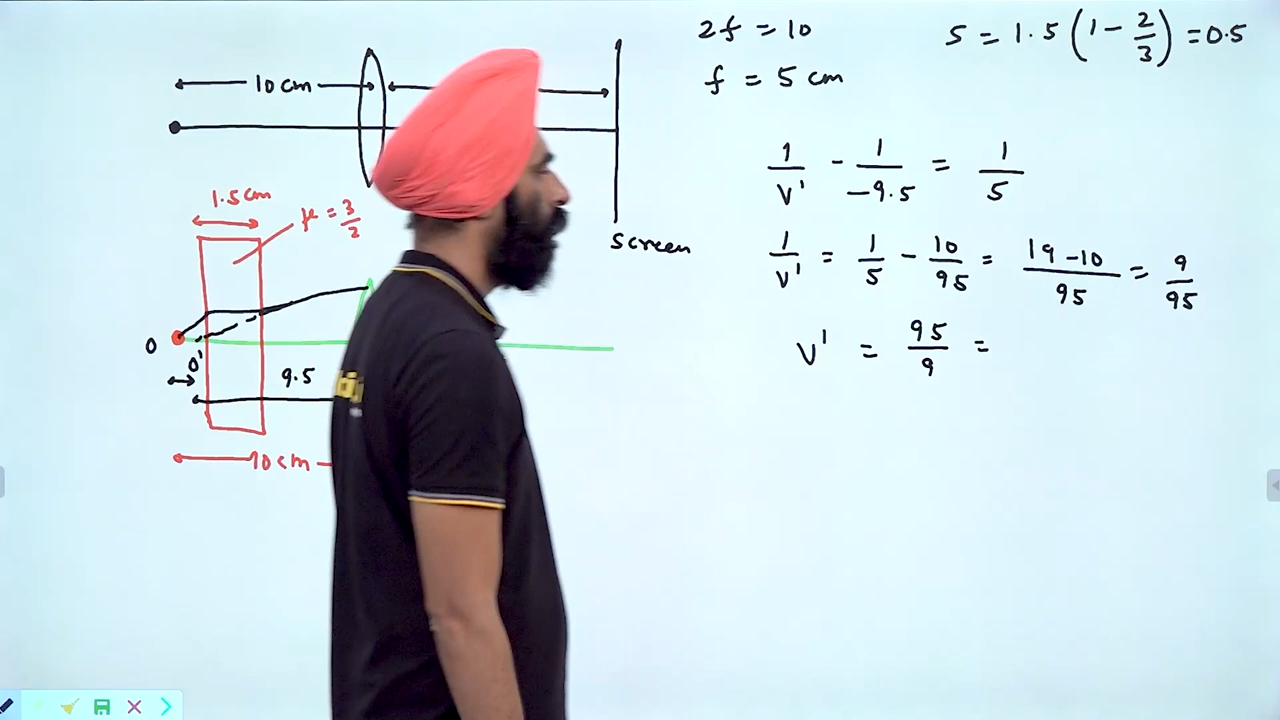 2f = 10
S = 1.5 (1 - 2/3) = 0.5
f = 5 cm
10 cm
1/v' - 1/-9.5 = 1/5
1.5 cm
μ = 3/2
screen
1/v' = 1/5 - 10/95 = 19-10/95 = 9/95
O
O'
9.5
v' = 95/9 =
10 cm